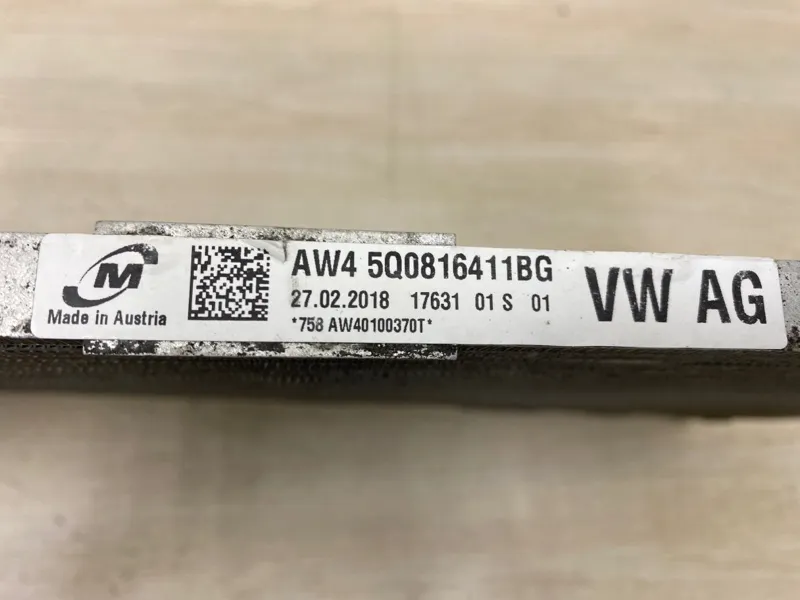 M
Made in Austria
AW4 5Q0816411BG
27.02.2018 17631 01 S 01
*758 AW40100370T*
VW AG